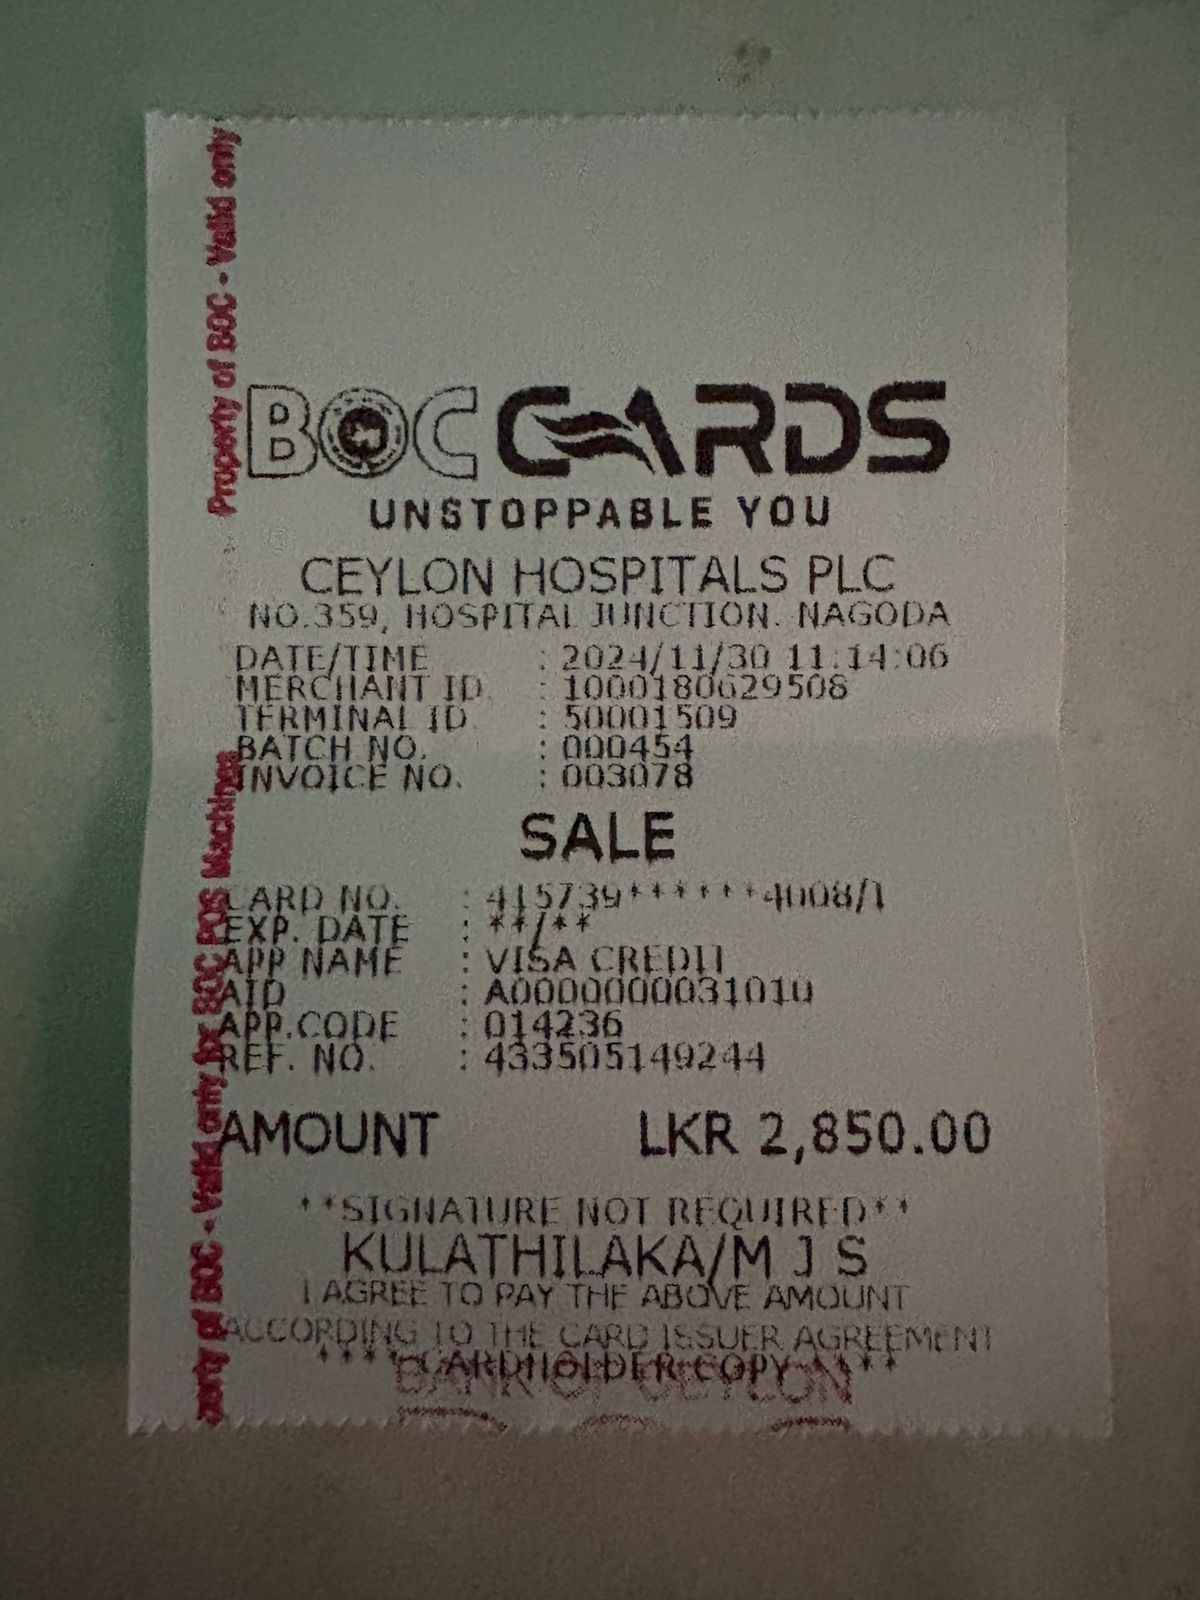 BOC CARDS
UNSTOPPABLE YOU
CEYLON HOSPITALS PLC
NO.359, HOSPITAL JUNCTION. NAGODA
DATE/TIME : 2024/11/30 11:14:06
MERCHANT ID : 1000180629508
TERMINAL ID : 50001509
BATCH NO. : 000454
INVOICE NO. : 003078
SALE
CARD NO. : 415739******4008/1
EXP. DATE : **/**
APP NAME : VISA CREDIT
AID : A0000000031010
APP.CODE : 014236
REF. NO. : 433505149244
AMOUNT LKR 2,850.00
**SIGNATURE NOT REQUIRED**
KULATHILAKA/M J S
I AGREE TO PAY THE ABOVE AMOUNT
ACCORDING TO THE CARD ISSUER AGREEMENT
****CARDHOLDER COPY****
BANK OF CEYLON
Property of BOC - Valid only
perty of BOC - Valid only for BOC POS Machines